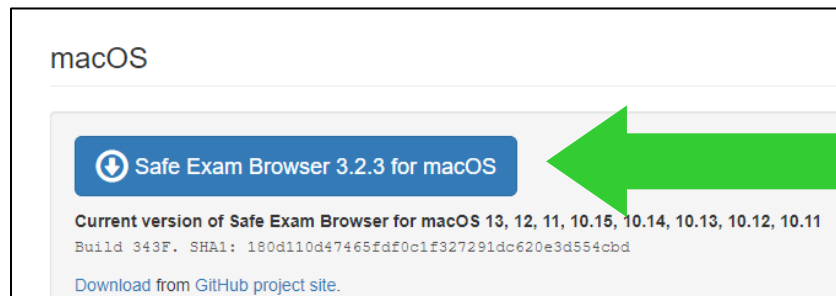 macOS
Safe Exam Browser 3.2.3 for macOS
Current version of Safe Exam Browser for macOS 13, 12, 11, 10.15, 10.14, 10.13, 10.12, 10.11
Build 343F. SHA1: 180d110d47465fdf0c1f327291dc620e3d554cbd
Download from GitHub project site.